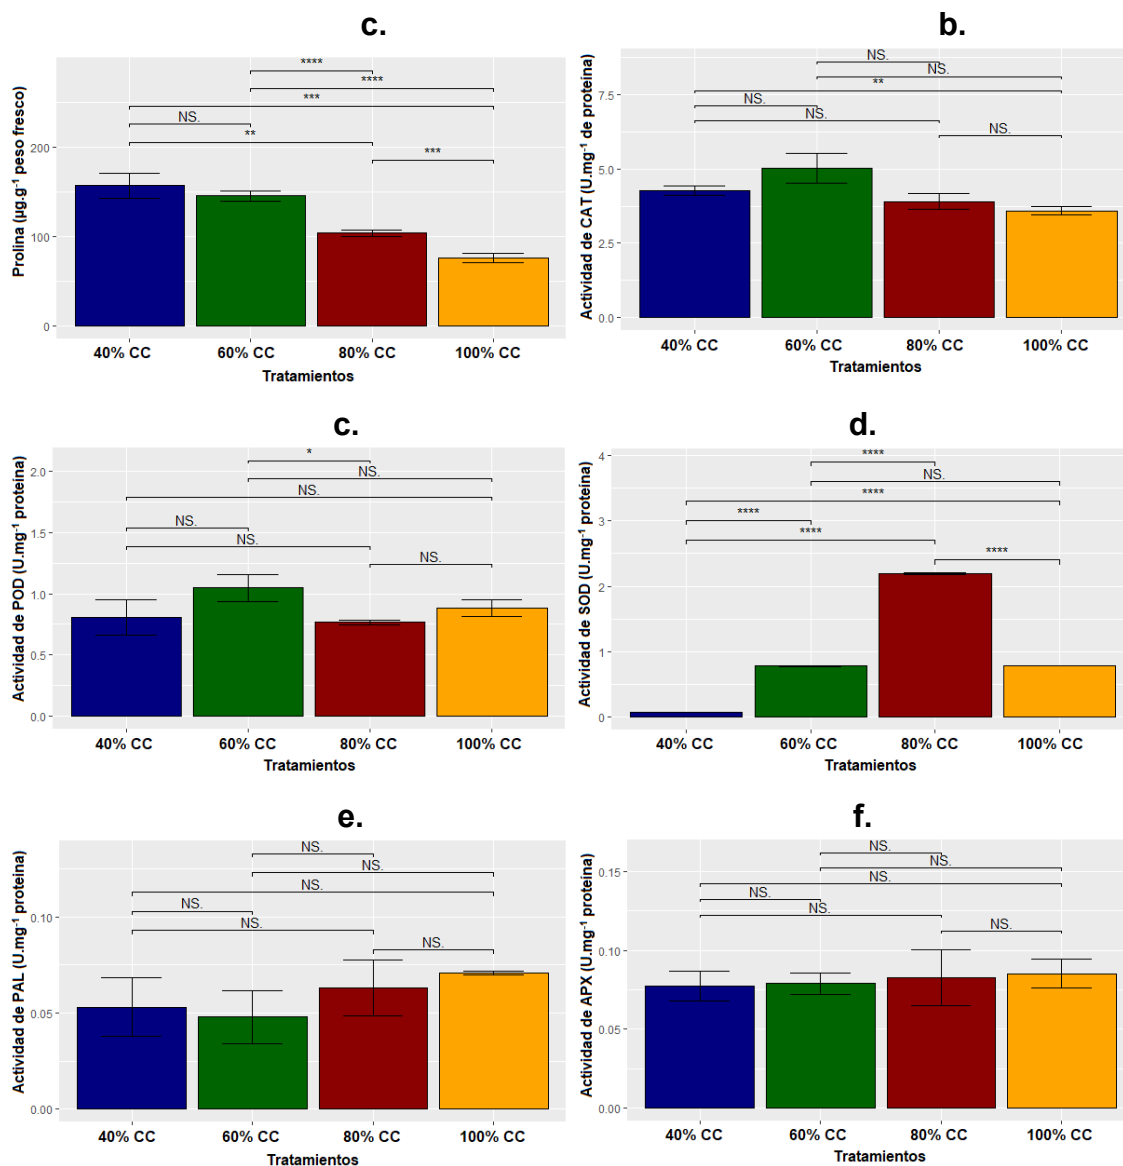 c.
Prolina (µg.g⁻¹ peso fresco)
200
100
0
****
****
***
NS.
**
***
40% CC
60% CC
80% CC
100% CC
Tratamientos
b.
Actividad de CAT (U.mg⁻¹ de proteina)
7.5
5.0
2.5
0.0
NS.
NS.
**
NS.
NS.
NS.
40% CC
60% CC
80% CC
100% CC
Tratamientos
c.
Actividad de POD (U.mg⁻¹ proteina)
2.0
1.5
1.0
0.5
0.0
*
NS.
NS.
NS.
NS.
NS.
40% CC
60% CC
80% CC
100% CC
Tratamientos
d.
Actividad de SOD (U.mg⁻¹ proteina)
4
3
2
1
0
****
NS.
****
****
****
****
40% CC
60% CC
80% CC
100% CC
Tratamientos
e.
Actividad de PAL (U.mg⁻¹ proteina)
0.10
0.05
0.00
NS.
NS.
NS.
NS.
NS.
NS.
40% CC
60% CC
80% CC
100% CC
Tratamientos
f.
Actividad de APX (U.mg⁻¹ proteina)
0.15
0.10
0.05
0.00
NS.
NS.
NS.
NS.
NS.
NS.
40% CC
60% CC
80% CC
100% CC
Tratamientos